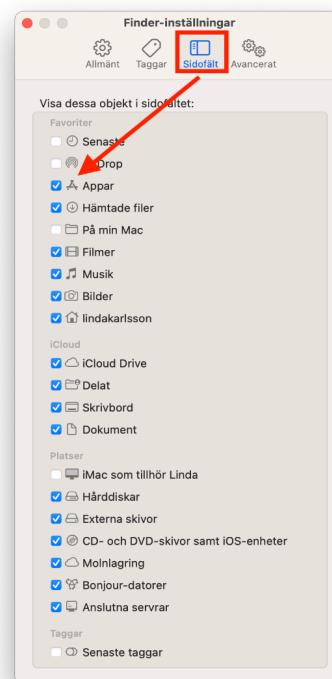 Finder-inställningar
Allmänt Taggar Sidofält Avancerat
Visa dessa objekt i sidofältet:
Favoriter
Senaste
Drop
Appar
Hämtade filer
På min Mac
Filmer
Musik
Bilder
lindakarlsson
iCloud
iCloud Drive
Delat
Skrivbord
Dokument
Platser
iMac som tillhör Linda
Hårddiskar
Externa skivor
CD- och DVD-skivor samt iOS-enheter
Molnlagring
Bonjour-datorer
Anslutna servrar
Taggar
Senaste taggar